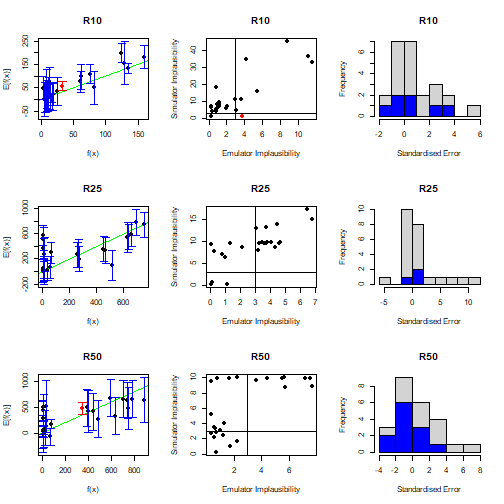 R10 R10 R10
E[f(x)]
-50 50 150 250
0 50 100 150
f(x)
Simulator Implausibility
0 10 20 30 40
0 2 4 6 8 10
Emulator Implausibility
Frequency
0 2 4 6
-2 0 2 4 6
Standardised Error
R25 R25 R25
E[f(x)]
-200 200 600 1000
0 200 400 600
f(x)
Simulator Implausibility
0 5 10 15
0 1 2 3 4 5 6 7
Emulator Implausibility
Frequency
0 2 4 6 8 10
-5 0 5 10
Standardised Error
R50 R50 R50
E[f(x)]
0 500 1000
0 200 400 600 800
f(x)
Simulator Implausibility
0 2 4 6 8 10
2 4 6
Emulator Implausibility
Frequency
0 2 4 6 8
-4 -2 0 2 4 6 8
Standardised Error